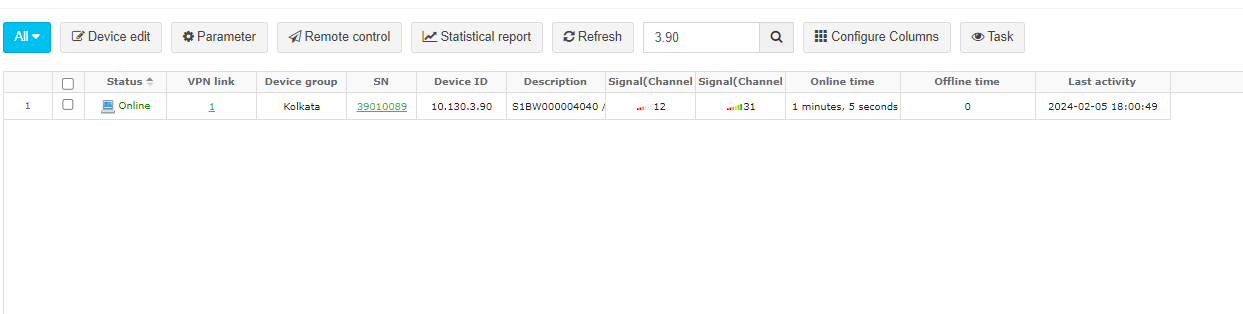 All Device edit Parameter Remote control Statistical report Refresh 3.90 Configure Columns Task
Status VPN link Device group SN Device ID Description Signal(Channel Signal(Channel Online time Offline time Last activity
1 Online 1 Kolkata 39010089 10.130.3.90 S1BW000004040 / 12 31 1 minutes, 5 seconds 0 2024-02-05 18:00:49